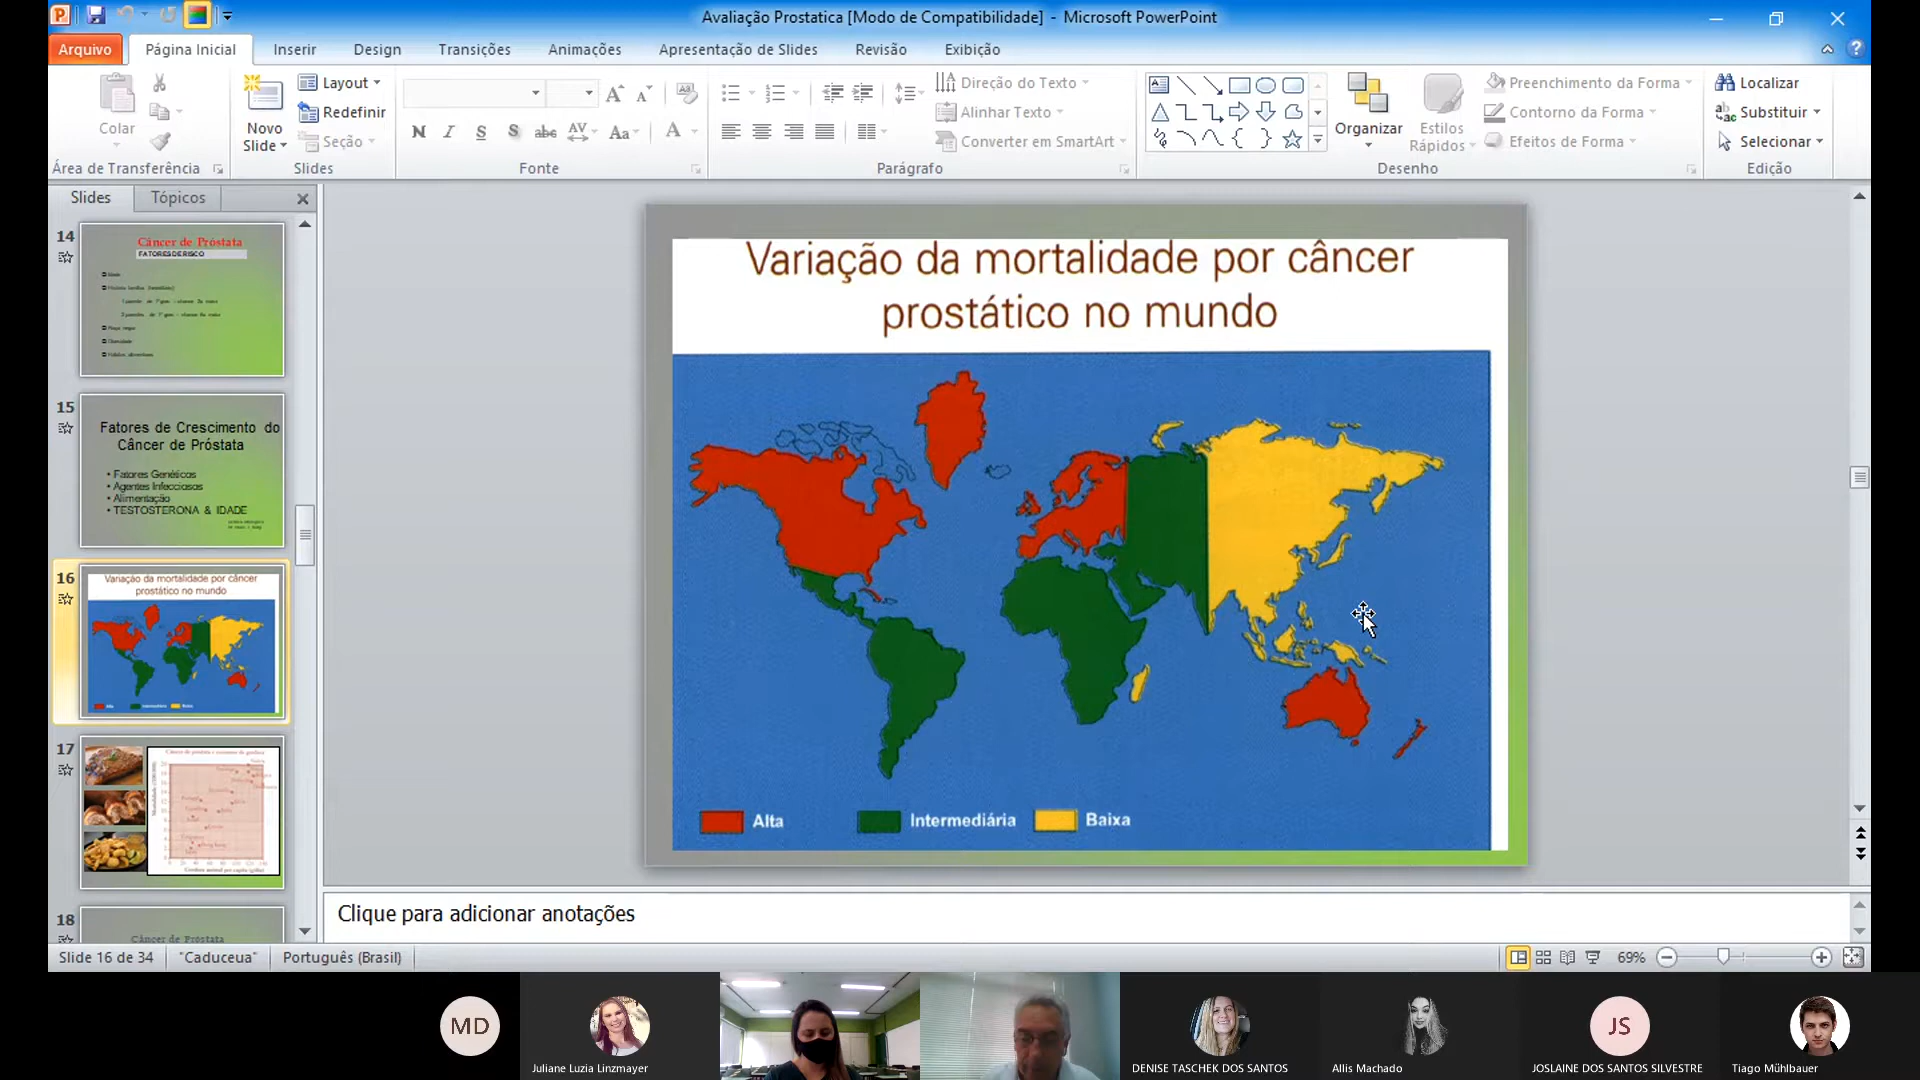 Avaliação Prostatica [Modo de Compatibilidade] - Microsoft PowerPoint
Arquivo
Página Inicial
Inserir
Design
Transições
Animações
Apresentação de Slides
Revisão
Exibição
Colar
Área de Transferência
Novo
Slide
Layout
Redefinir
Seção
Slides
N I S S abc AV Aa A
Fonte
Direção do Texto
Alinhar Texto
Converter em SmartArt
Parágrafo
Organizar
Estilos
Rápidos
Preenchimento da Forma
Contorno da Forma
Efeitos de Forma
Desenho
Localizar
Substituir
Selecionar
Edição
Slides
Tópicos
14
Câncer de Próstata
FATORES DE RISCO
15
Fatores de Crescimento do
Câncer de Próstata
• Fatores Genéticos
• Agentes Infecciosos
• Alimentação
• TESTOSTERONA & IDADE
16
Variação da mortalidade por câncer
prostático no mundo
17
18
Câncer de Próstata
Variação da mortalidade por câncer
prostático no mundo
Alta
Intermediária
Baixa
Clique para adicionar anotações
Slide 16 de 34
"Caduceua"
Português (Brasil)
69%
MD
Juliane Luzia Linzmayer
DENISE TASCHEK DOS SANTOS
Allis Machado
JS
JOSLAINE DOS SANTOS SILVESTRE
Tiago Mühlbauer